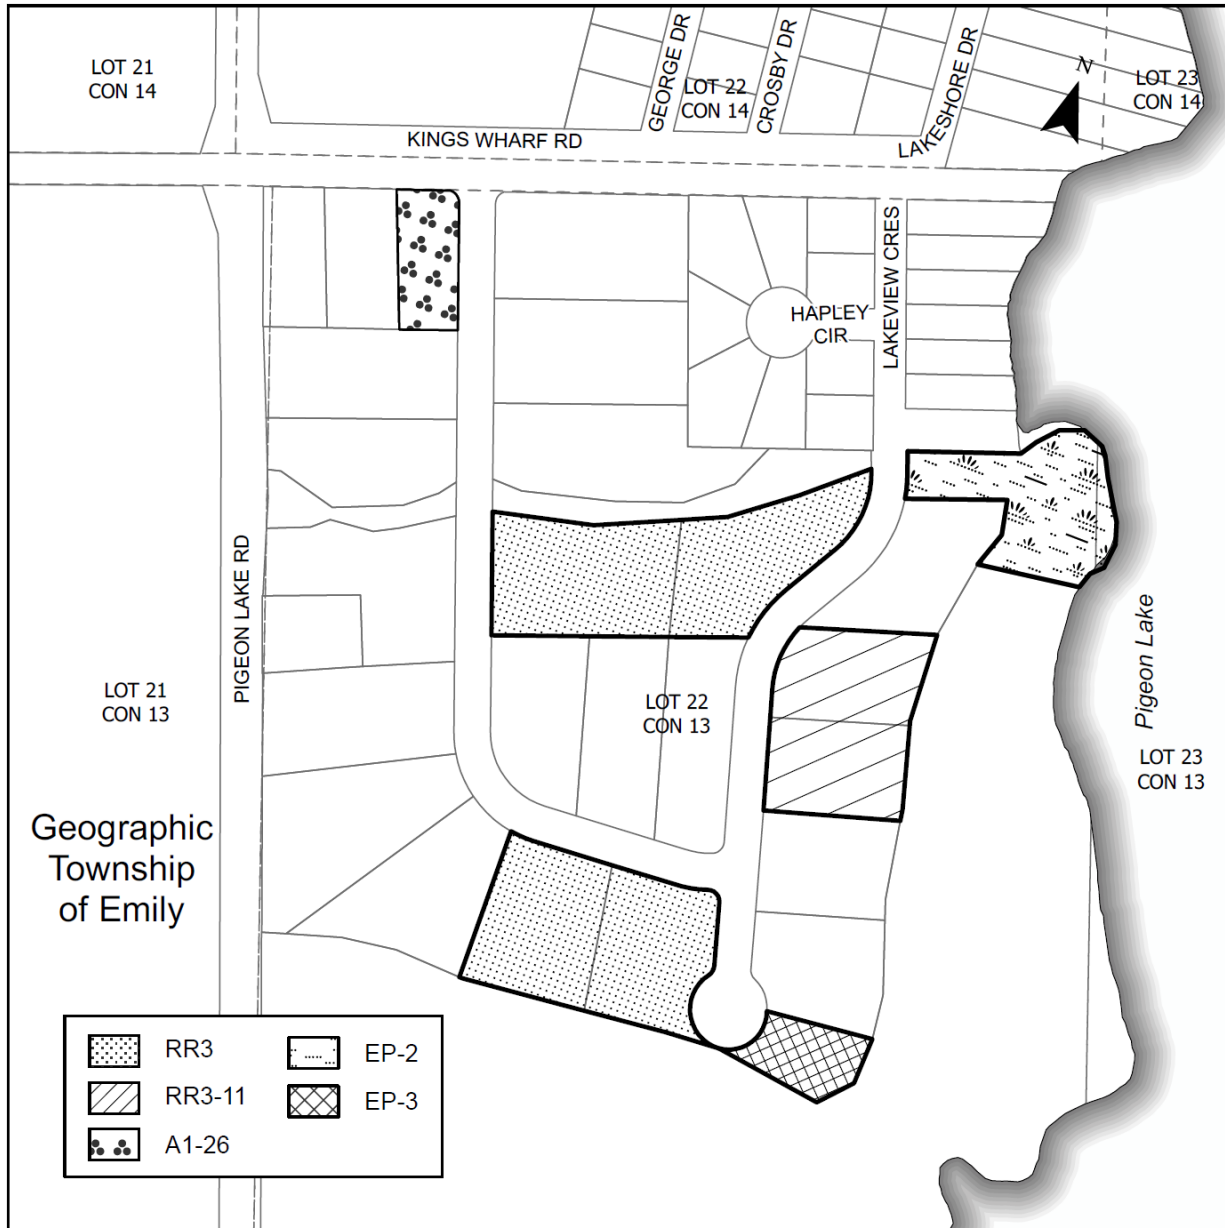 LOT 21
CON 14
GEORGE DR
LOT 22
CON 14
CROSBY DR
LAKESHORE DR
N
LOT 23
CON 14
KINGS WHARF RD
LAKEVIEW CRES
HAPLEY
CIR
PIGEON LAKE RD
Pigeon Lake
LOT 21
CON 13
LOT 22
CON 13
LOT 23
CON 13
Geographic
Township
of Emily
RR3
EP-2
RR3-11
EP-3
A1-26